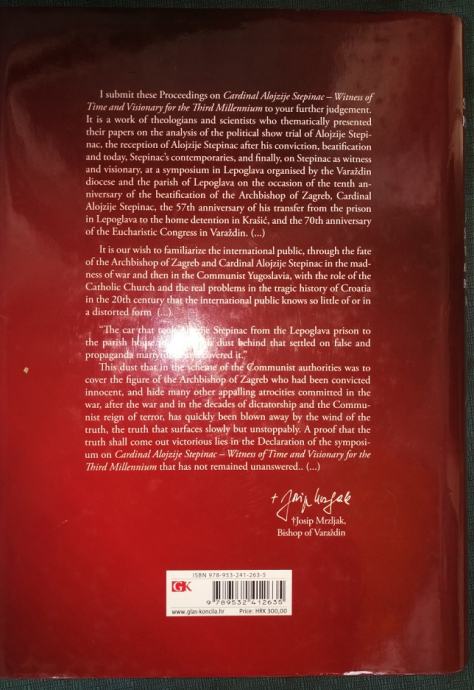 I submit these Proceedings on Cardinal Alojzije Stepinac – Witness of
Time and Visionary for the Third Millennium to your further judgement.
It is a work of theologians and scientists who thematically presented
their papers on the analysis of the political show trial of Alojzije Stepi-
nac, the reception of Alojzije Stepinac after his conviction, beatification
and today, Stepinac's contemporaries, and finally, on Stepinac as witness
and visionary, at a symposium in Lepoglava organised by the Varaždin
diocese and the parish of Lepoglava on the occasion of the tenth an-
niversary of the beatification of the Archbishop of Zagreb, Cardinal
Alojzije Stepinac, the 57th anniversary of his transfer from the prison
in Lepoglava to the home detention in Krašić, and the 70th anniversary
of the Eucharistic Congress in Varaždin. (...)
It is our wish to familiarize the international public, through the fate
of the Archbishop of Zagreb and Cardinal Alojzije Stepinac in the mad-
ness of war and then in the Communist Yugoslavia, with the role of the
Catholic Church and the real problems in the tragic history of Croatia
in the 20th century that the international public knows so little of or in
a distorted form (...)
"The car that took Stepinac from the Lepoglava prison to
the parish house dust behind that settled on false and
propaganda covered it."
This dust that in the scheme of the Communist authorities was to
cover the figure of the Archbishop of Zagreb who had been convicted
innocent, and hide many other appalling atrocities committed in the
war, after the war and in the decades of dictatorship and the Commu-
nist reign of terror, has quickly been blown away by the wind of the
truth, the truth that surfaces slowly but unstoppably. A proof that the
truth shall come out victorious lies in the Declaration of the symposi-
um on Cardinal Alojzije Stepinac – Witness of Time and Visionary for the
Third Millennium that has not remained unanswered.. (...)
+ Josip Mrzljak
†Josip Mrzljak,
Bishop of Varaždin
ISBN 978-953-241-263-5
GK
9 789532 412635
www.glas-koncila.hr Price: HRK 300,00